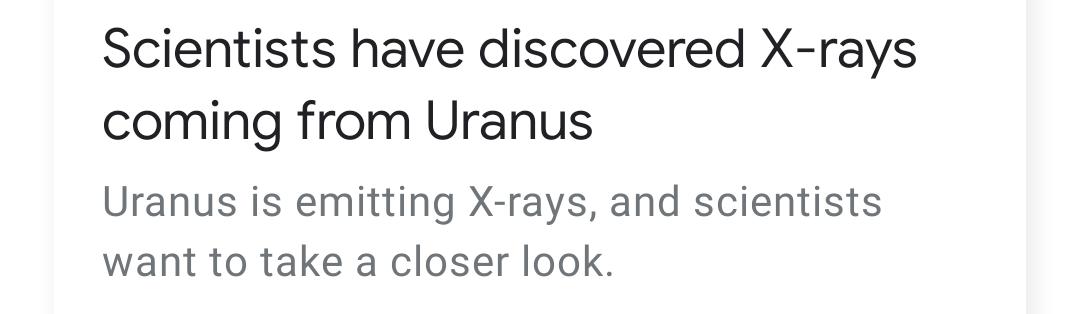 Scientists have discovered X-rays
coming from Uranus
Uranus is emitting X-rays, and scientists
want to take a closer look.